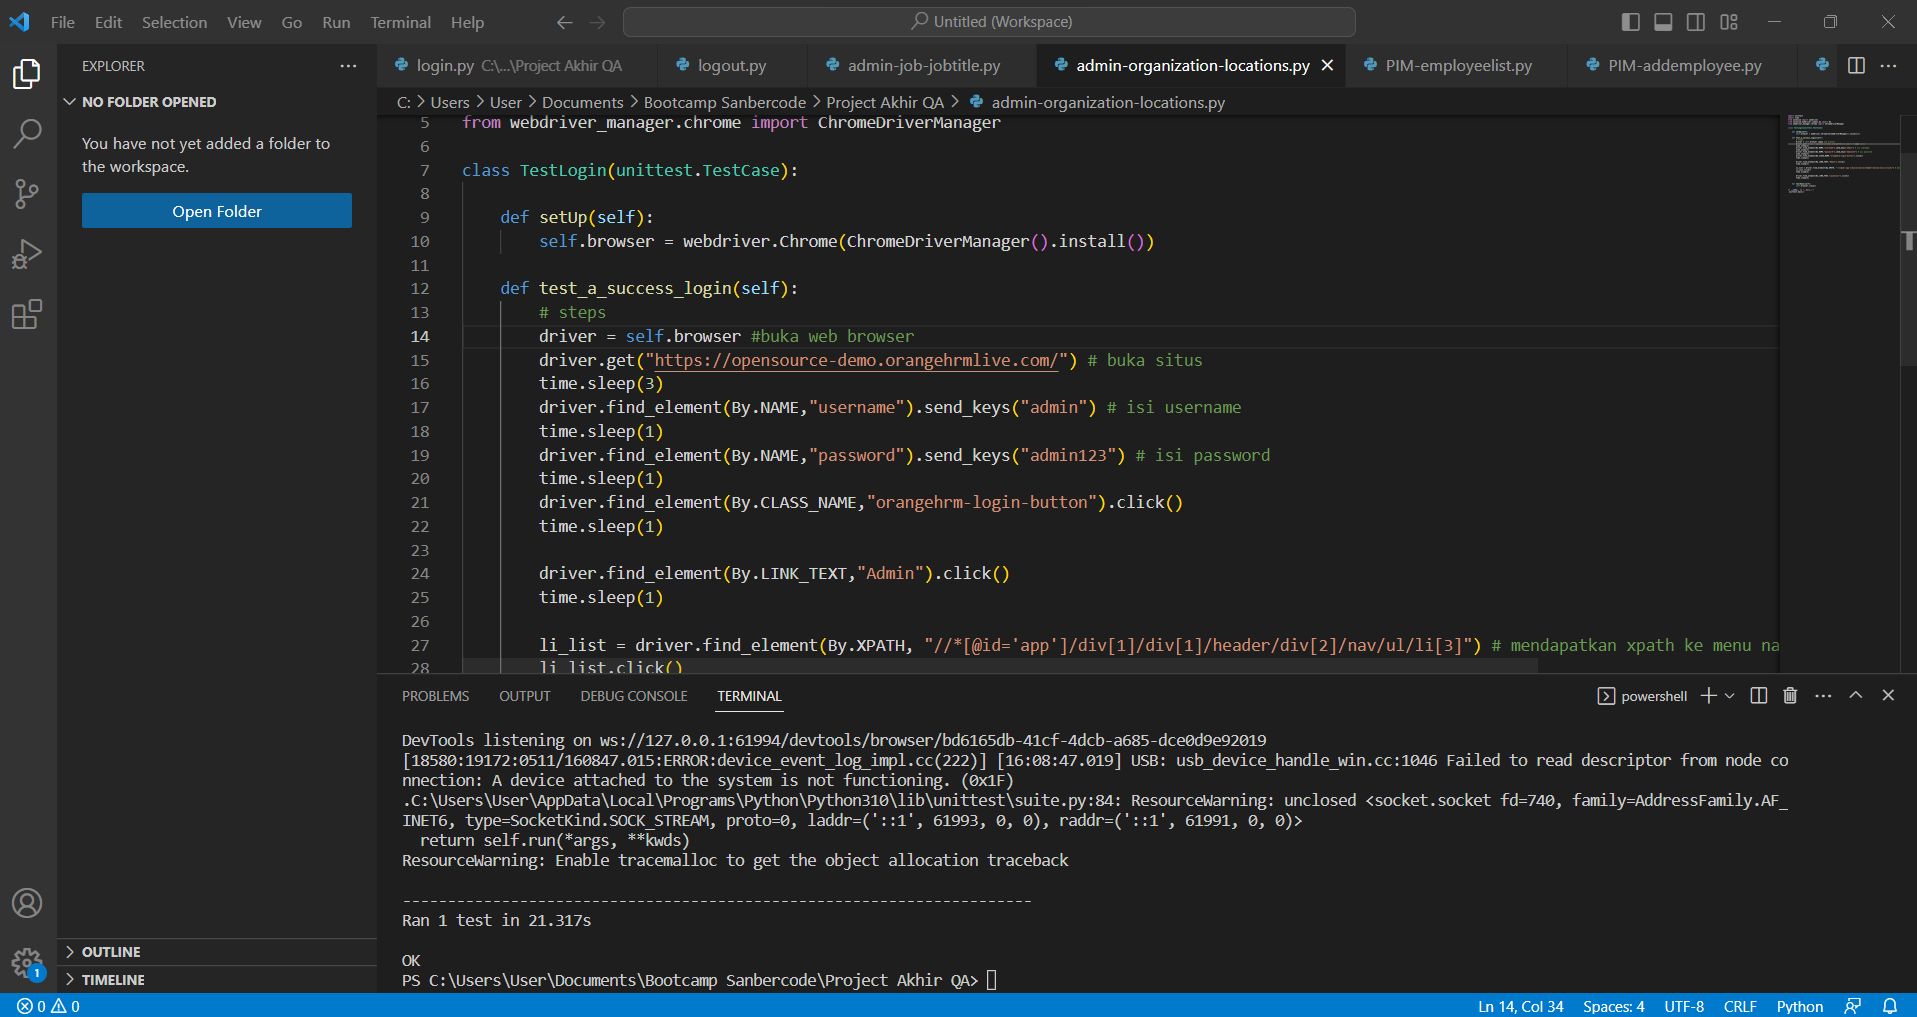 File Edit Selection View Go Run Terminal Help
Untitled (Workspace)
EXPLORER
NO FOLDER OPENED
You have not yet added a folder to
the workspace.
Open Folder
OUTLINE
TIMELINE
login.py C:\...\Project Akhir QA
logout.py
admin-job-jobtitle.py
admin-organization-locations.py
PIM-employeelist.py
PIM-addemployee.py
C: > Users > User > Documents > Bootcamp Sanbercode > Project Akhir QA > admin-organization-locations.py
5 from webdriver_manager.chrome import ChromeDriverManager
6
7 class TestLogin(unittest.TestCase):
8
9     def setUp(self):
10         self.browser = webdriver.Chrome(ChromeDriverManager().install())
11
12     def test_a_success_login(self):
13         # steps
14         driver = self.browser #buka web browser
15         driver.get("https://opensource-demo.orangehrmlive.com/") # buka situs
16         time.sleep(3)
17         driver.find_element(By.NAME,"username").send_keys("admin") # isi username
18         time.sleep(1)
19         driver.find_element(By.NAME,"password").send_keys("admin123") # isi password
20         time.sleep(1)
21         driver.find_element(By.CLASS_NAME,"orangehrm-login-button").click()
22         time.sleep(1)
23
24         driver.find_element(By.LINK_TEXT,"Admin").click()
25         time.sleep(1)
26
27         li_list = driver.find_element(By.XPATH, "//*[@id='app']/div[1]/div[1]/header/div[2]/nav/ul/li[3]") # mendapatkan xpath ke menu na
28         li_list.click()
PROBLEMS OUTPUT DEBUG CONSOLE TERMINAL
powershell
DevTools listening on ws://127.0.0.1:61994/devtools/browser/bd6165db-41cf-4dcb-a685-dce0d9e92019
[18580:19172:0511/160847.015:ERROR:device_event_log_impl.cc(222)] [16:08:47.019] USB: usb_device_handle_win.cc:1046 Failed to read descriptor from node co
nnection: A device attached to the system is not functioning. (0x1F)
.C:\Users\User\AppData\Local\Programs\Python\Python310\lib\unittest\suite.py:84: ResourceWarning: unclosed <socket.socket fd=740, family=AddressFamily.AF_
INET6, type=SocketKind.SOCK_STREAM, proto=0, laddr=('::1', 61993, 0, 0), raddr=('::1', 61991, 0, 0)>
  return self.run(*args, **kwds)
ResourceWarning: Enable tracemalloc to get the object allocation traceback
----------------------------------------------------------------------
Ran 1 test in 21.317s
OK
PS C:\Users\User\Documents\Bootcamp Sanbercode\Project Akhir QA>
1
0 0
Ln 14, Col 34 Spaces: 4 UTF-8 CRLF Python